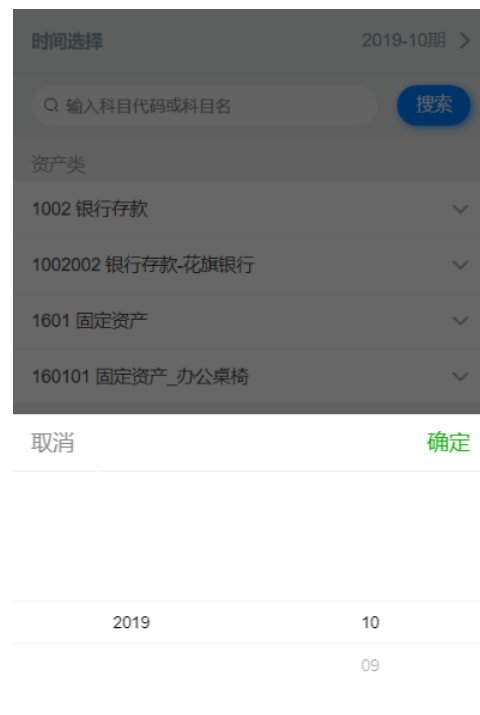 时间选择 2019-10期
输入科目代码或科目名 搜索
资产类
1002 银行存款
1002002 银行存款-花旗银行
1601 固定资产
160101 固定资产_办公桌椅
取消 确定
2019 10
09